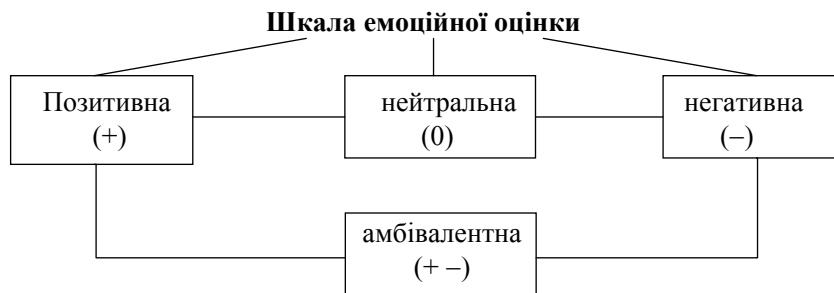 Шкала емоційної оцінки
Позитивна
(+)
нейтральна
(0)
негативна
(–)
амбівалентна
(+ –)